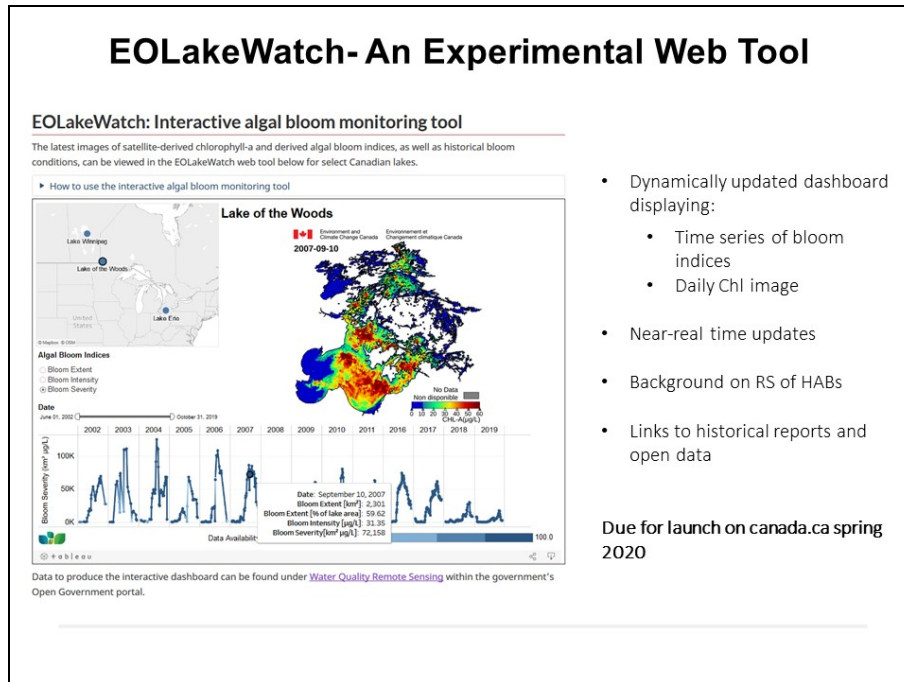 EOLakeWatch- An Experimental Web Tool
EOLakeWatch: Interactive algal bloom monitoring tool
The latest images of satellite-derived chlorophyll-a and derived algal bloom indices, as well as historical bloom
conditions, can be viewed in the EOLakeWatch web tool below for select Canadian lakes.
How to use the interactive algal bloom monitoring tool
Lake of the Woods
Environment and
Climate Change Canada
Environnement et
Changement climatique Canada
2007-09-10
Lake Winnipeg
Lake of the Woods
Lake Erie
United
States
© Mapbox © OSM
Algal Bloom Indices
Bloom Extent
Bloom Intensity
Bloom Severity
No Data
Non disponible
0 10 20 30 40 50 60
CHL-A(µg/L)
Date
June 01, 2002
October 31, 2019
2002 2003 2004 2005 2006 2007 2008 2009 2010 2011 2016 2017 2018 2019
Bloom Severity (km² µg/L)
100K
50K
0K
Date: September 10, 2007
Bloom Extent [km²]: 2,301
Bloom Extent [% of lake area]: 59.62
Bloom Intensity [µg/L]: 31.35
Bloom Severity[km² µg/L]: 72,158
Data Availability
100.0
+ a b l e a u
Data to produce the interactive dashboard can be found under Water Quality Remote Sensing within the government's
Open Government portal.
• Dynamically updated dashboard
displaying:
• Time series of bloom
indices
• Daily Chl image
• Near-real time updates
• Background on RS of HABs
• Links to historical reports and
open data
Due for launch on canada.ca spring
2020